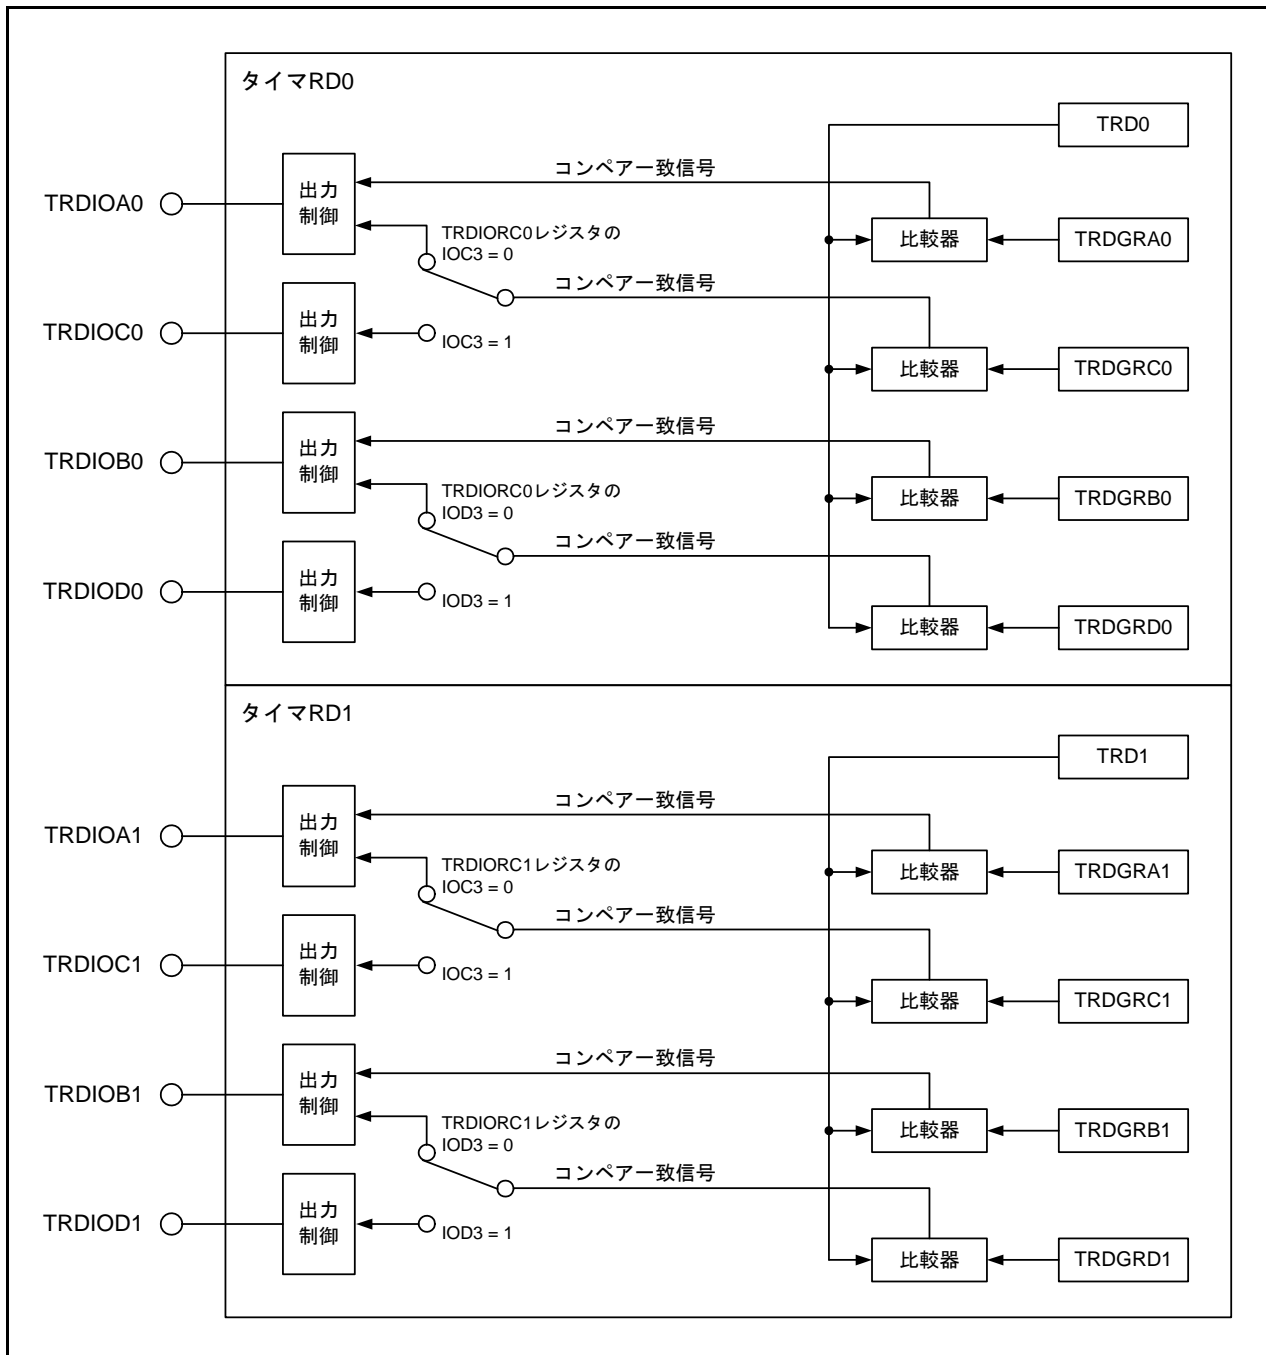 タイマRD0
TRD0
コンペア一致信号
TRDIOA0
出力
制御
TRDIORC0レジスタの
IOC3 = 0
比較器
TRDGRA0
コンペア一致信号
TRDIOC0
出力
制御
IOC3 = 1
比較器
TRDGRC0
コンペア一致信号
TRDIOB0
出力
制御
TRDIORC0レジスタの
IOD3 = 0
比較器
TRDGRB0
コンペア一致信号
TRDIOD0
出力
制御
IOD3 = 1
比較器
TRDGRD0
タイマRD1
TRD1
コンペア一致信号
TRDIOA1
出力
制御
TRDIORC1レジスタの
IOC3 = 0
比較器
TRDGRA1
コンペア一致信号
TRDIOC1
出力
制御
IOC3 = 1
比較器
TRDGRC1
コンペア一致信号
TRDIOB1
出力
制御
TRDIORC1レジスタの
IOD3 = 0
比較器
TRDGRB1
コンペア一致信号
TRDIOD1
出力
制御
IOD3 = 1
比較器
TRDGRD1